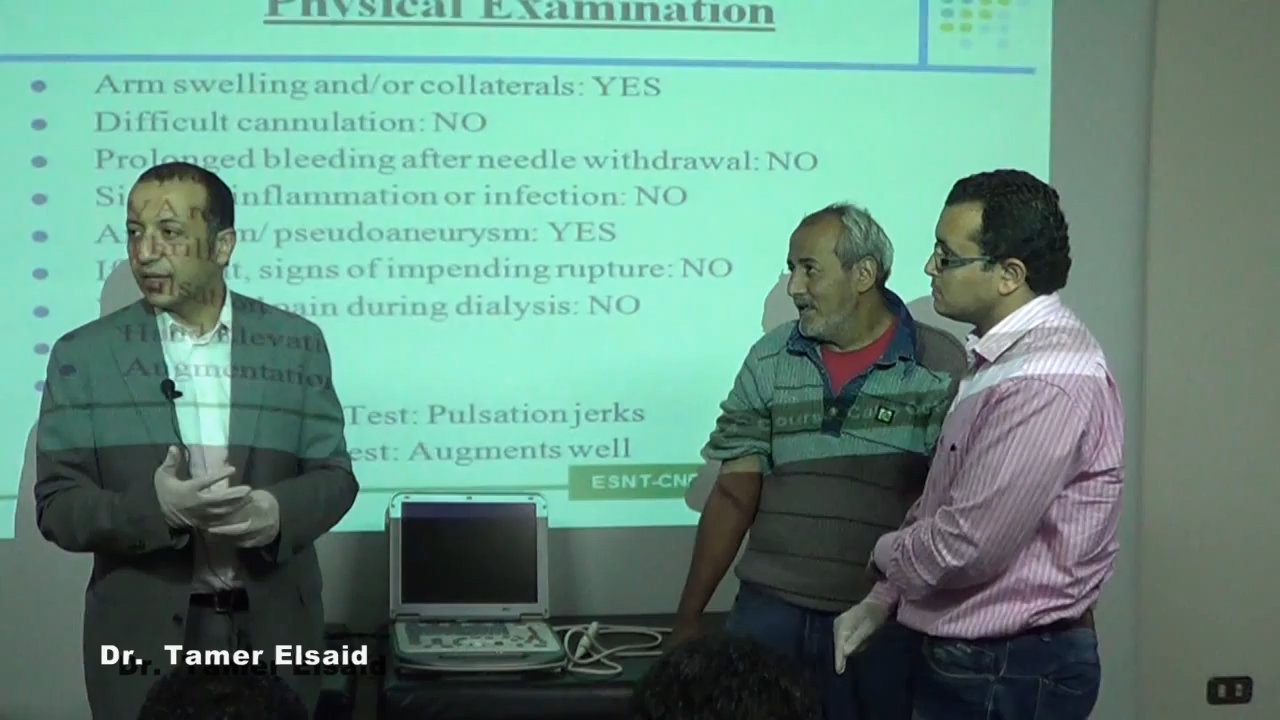 Physical Examination
Arm swelling and/or collaterals: YES
Difficult cannulation: NO
Prolonged bleeding after needle withdrawal: NO
inflammation or infection: NO
pseudoaneurysm: YES
signs of impending rupture: NO
pain during dialysis: NO
Augmentation
Test: Pulsation jerks
Augments well
ESNT-CN
Dr. Tamer Elsaid